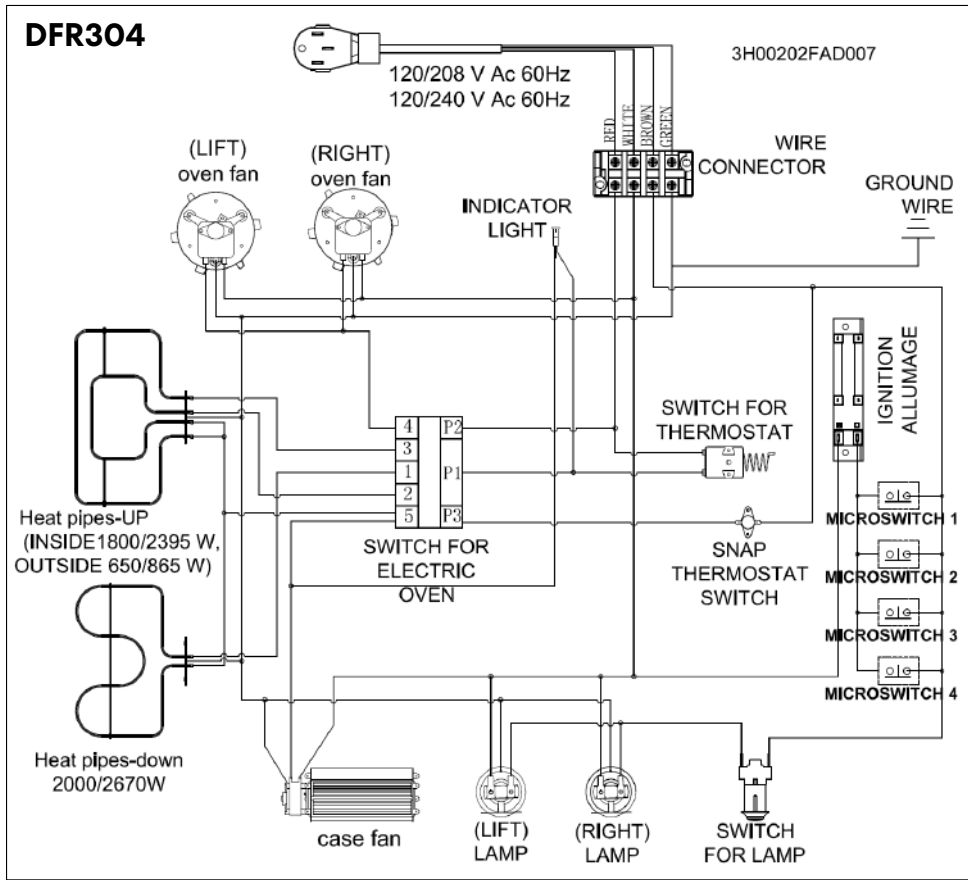 DFR304
3H00202FAD007
120/208 V Ac 60Hz
120/240 V Ac 60Hz
RED
WHITE
BROWN
GREEN
WIRE
CONNECTOR
(LIFT)
oven fan
(RIGHT)
oven fan
INDICATOR
LIGHT
GROUND
WIRE
IGNITION
ALLUMAGE
SWITCH FOR
THERMOSTAT
4
3
1
2
5
P2
P1
P3
SWITCH FOR
ELECTRIC
OVEN
SNAP
THERMOSTAT
SWITCH
MICROSWITCH 1
MICROSWITCH 2
MICROSWITCH 3
MICROSWITCH 4
Heat pipes-UP
(INSIDE1800/2395 W,
OUTSIDE 650/865 W)
Heat pipes-down
2000/2670W
case fan
(LIFT)
LAMP
(RIGHT)
LAMP
SWITCH
FOR LAMP